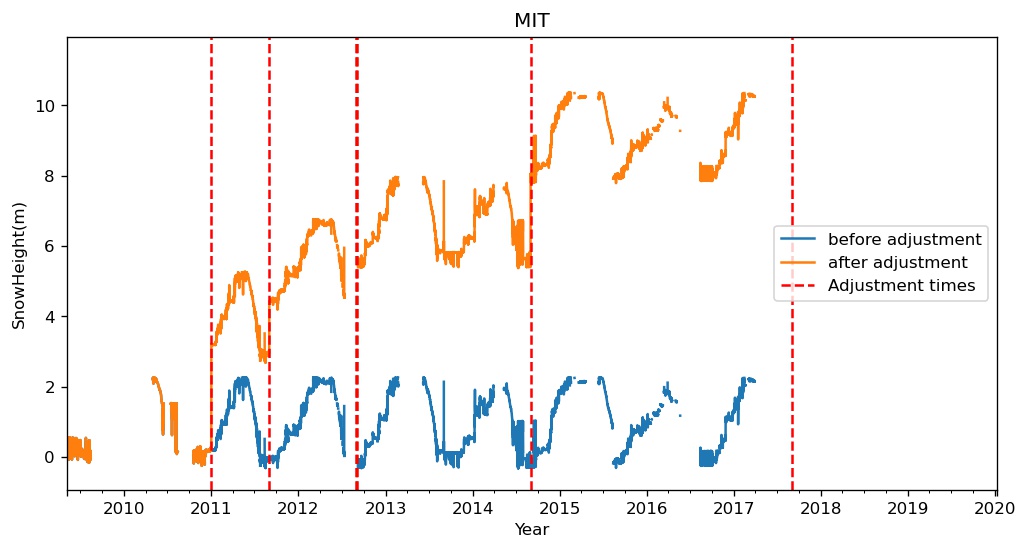 MIT
SnowHeight(m)
10
8
6
4
2
0
before adjustment
after adjustment
Adjustment times
2010 2011 2012 2013 2014 2015 2016 2017 2018 2019 2020
Year